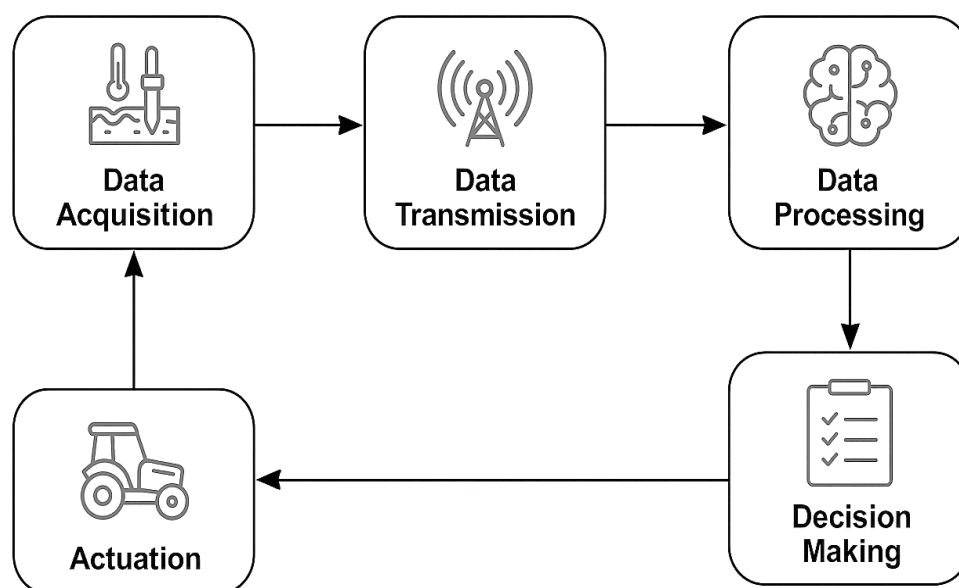 Data
Acquisition
Data
Transmission
Data
Processing
Actuation
Decision
Making